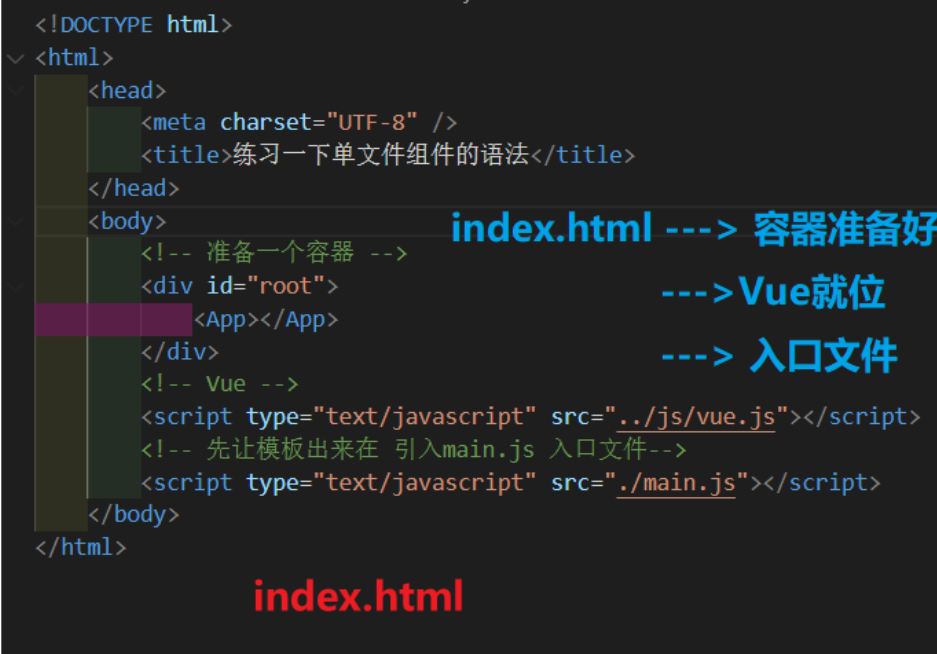 <!DOCTYPE html>
<html>
<head>
<meta charset="UTF-8" />
<title>练习一下单文件组件的语法</title>
</head>
<body>
index.html ---> 容器准备好
<!-- 准备一个容器 -->
<div id="root">
--->Vue就位
<App></App>
</div>
---> 入口文件
<!-- Vue -->
<script type="text/javascript" src="../js/vue.js"></script>
<!-- 先让模板出来在 引入main.js 入口文件-->
<script type="text/javascript" src="./main.js"></script>
</body>
</html>
index.html